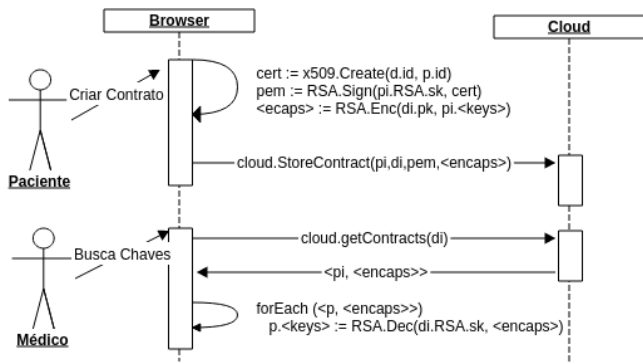 Browser
Cloud
cert := x509.Create(d.id, p.id)
pem := RSA.Sign(pi.RSA.sk, cert)
<ecaps> := RSA.Enc(di.pk, pi.<keys>)
Criar Contrato
cloud.StoreContract(pi,di,pem,<encaps>)
Paciente
cloud.getContracts(di)
Busca Chaves
<pi, <encaps>>
forEach (<p, <encaps>>)
p.<keys> := RSA.Dec(di.RSA.sk, <encaps>)
Médico